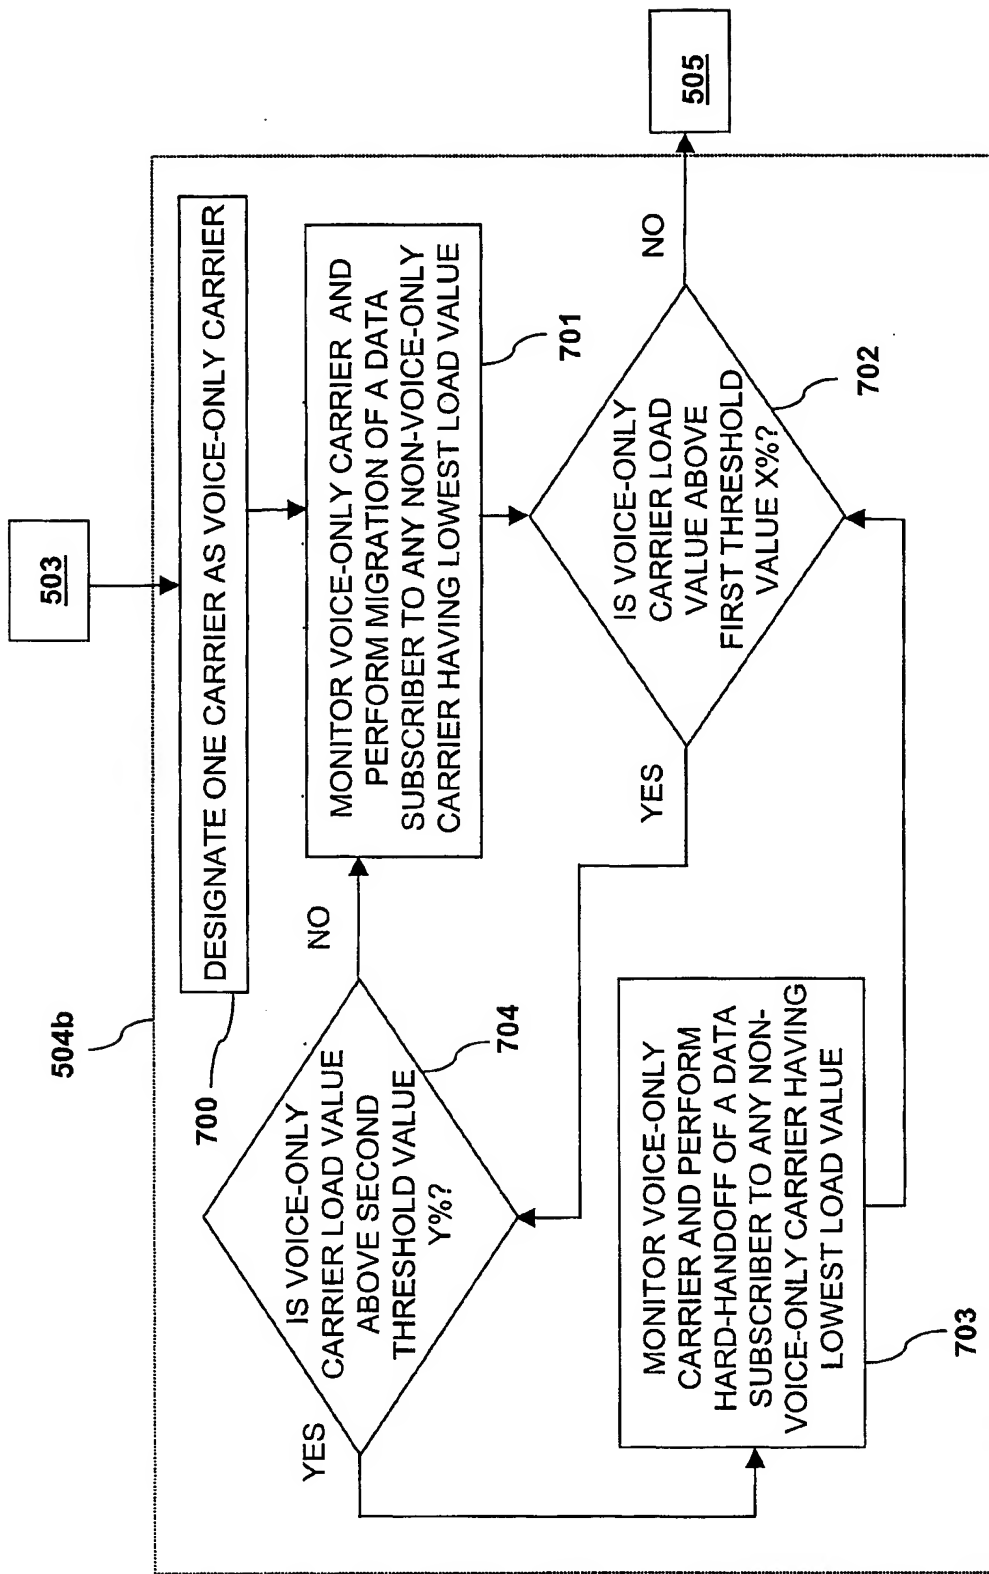 503
504b
700
DESIGNATE ONE CARRIER AS VOICE-ONLY CARRIER
MONITOR VOICE-ONLY CARRIER AND
PERFORM MIGRATION OF A DATA
SUBSCRIBER TO ANY NON-VOICE-ONLY
CARRIER HAVING LOWEST LOAD VALUE
701
IS VOICE-ONLY
CARRIER LOAD
VALUE ABOVE
FIRST THRESHOLD
VALUE X%?
702
NO
505
YES
IS VOICE-ONLY
CARRIER LOAD VALUE
ABOVE SECOND
THRESHOLD VALUE
Y%?
704
NO
YES
MONITOR VOICE-ONLY
CARRIER AND PERFORM
HARD-HANDOFF OF A DATA
SUBSCRIBER TO ANY NON-
VOICE-ONLY CARRIER HAVING
LOWEST LOAD VALUE
703